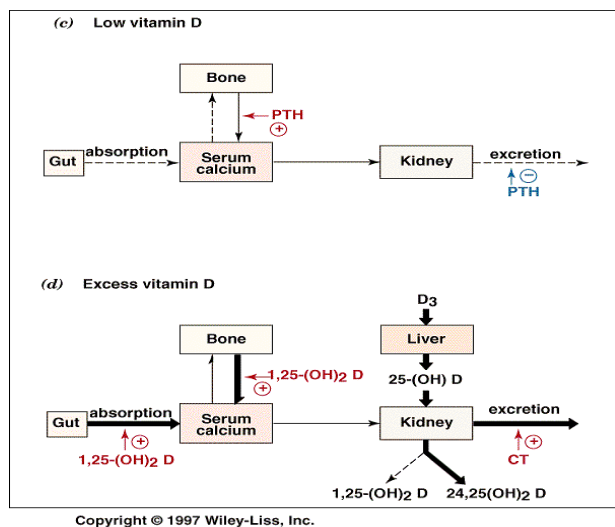 (c) Low vitamin D
Bone
PTH
+
absorption
Gut
Serum
calcium
Kidney
excretion
−
PTH
(d) Excess vitamin D
D3
Bone
Liver
1,25-(OH)2 D
+
25-(OH) D
absorption
Gut
Serum
calcium
Kidney
excretion
+
1,25-(OH)2 D
+
CT
1,25-(OH)2 D
24,25(OH)2 D
Copyright © 1997 Wiley-Liss, Inc.